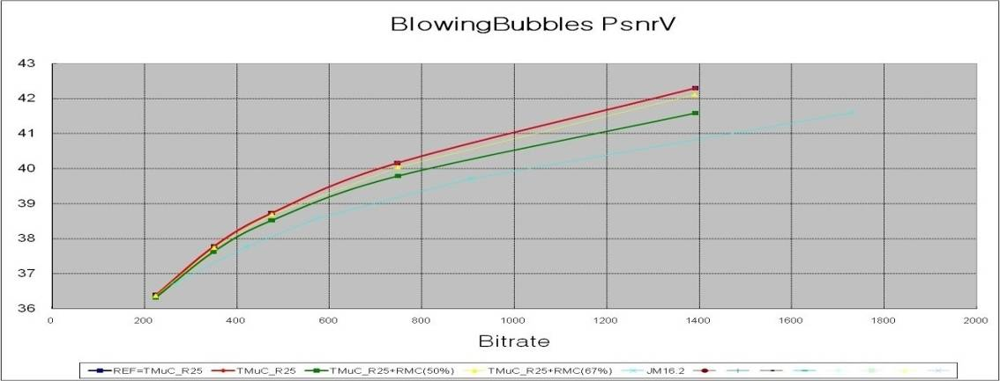 BlowingBubbles PsnrV
43
42
41
40
39
38
37
36
0 200 400 600 800 1000 1200 1400 1600 1800 2000
Bitrate
REF=TMuC_R25 TMuC_R25 TMuC_R25+RMC(50%) TMuC_R25+RMC(67%) JM16.2